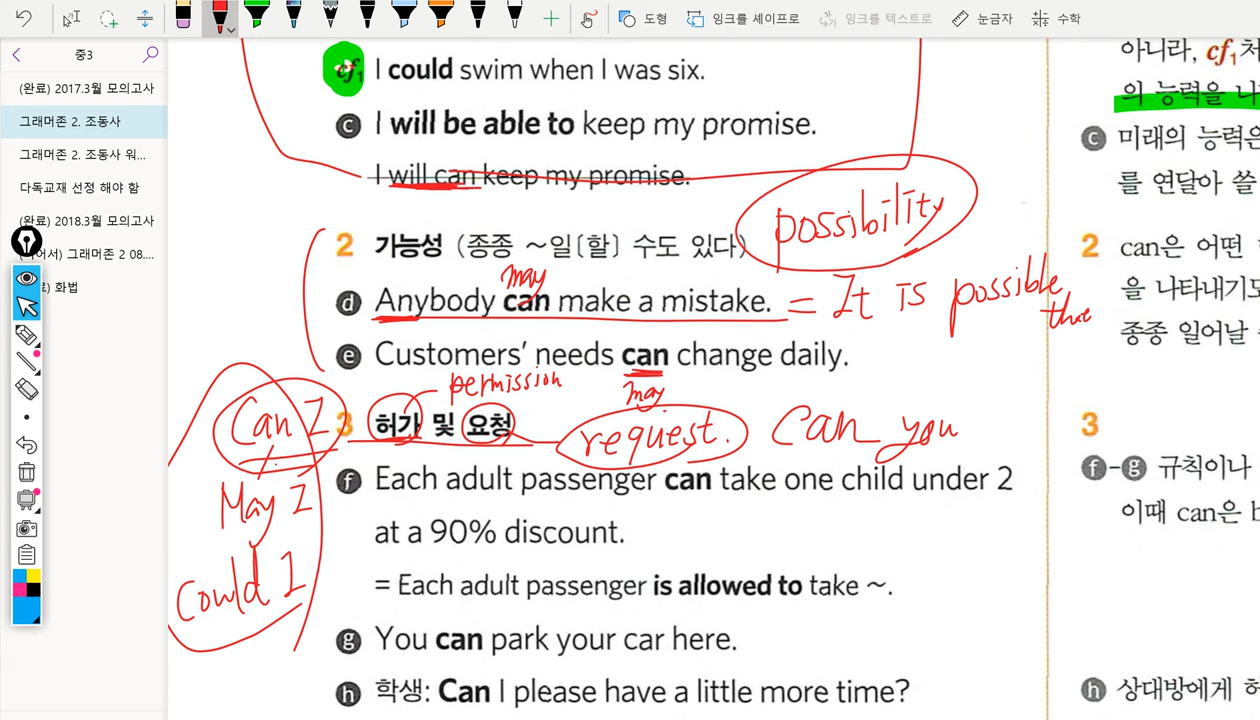 도형
잉크를 셰이프로
잉크를 텍스트로
눈금자
수학
중3
(완료) 2017.3월 모의고사
그래머존 2. 조동사
그래머존 2. 조동사 워...
다독교재 선정 해야 함
(완료) 2018.3월 모의고사
어서) 그래머존 2 08....
) 화법
cf1 I could swim when I was six.
c I will be able to keep my promise.
I will can keep my promise.
possibility
2 가능성 (종종 ~일[할] 수도 있다)
may
d Anybody can make a mistake. = It is possible
that
e Customers' needs can change daily.
permission
may
Can I
3 허가 및 요청
request. Can you
May I
Could I
f Each adult passenger can take one child under 2
at a 90% discount.
= Each adult passenger is allowed to take ~.
g You can park your car here.
h 학생: Can I please have a little more time?
아니라, cf1처
의 능력을 나
c 미래의 능력은
를 연달아 쓸
2 can은 어떤
을 나타내기도
종종 일어날
3
f-g 규칙이나
이때 can은 b
h 상대방에게 허